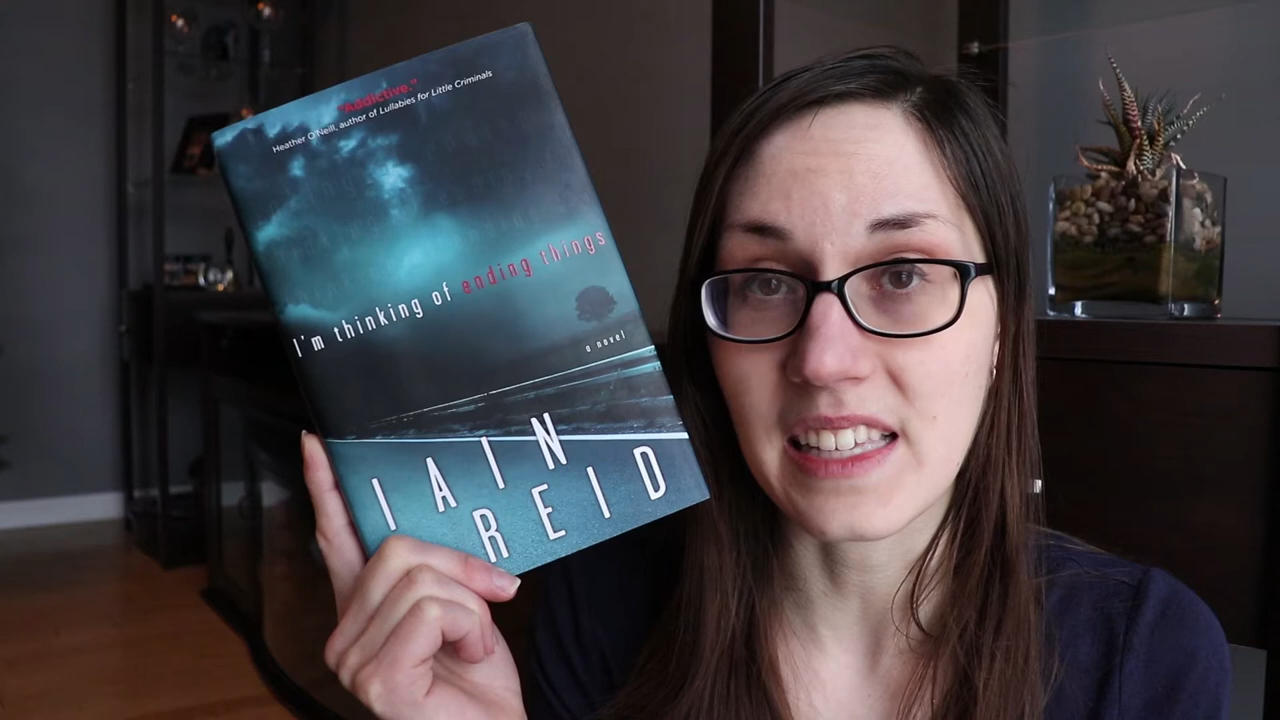 "Addictive."
Heather O'Neill, author of Lullabies for Little Criminals
I'm thinking of ending things
a novel
IAIN
REID